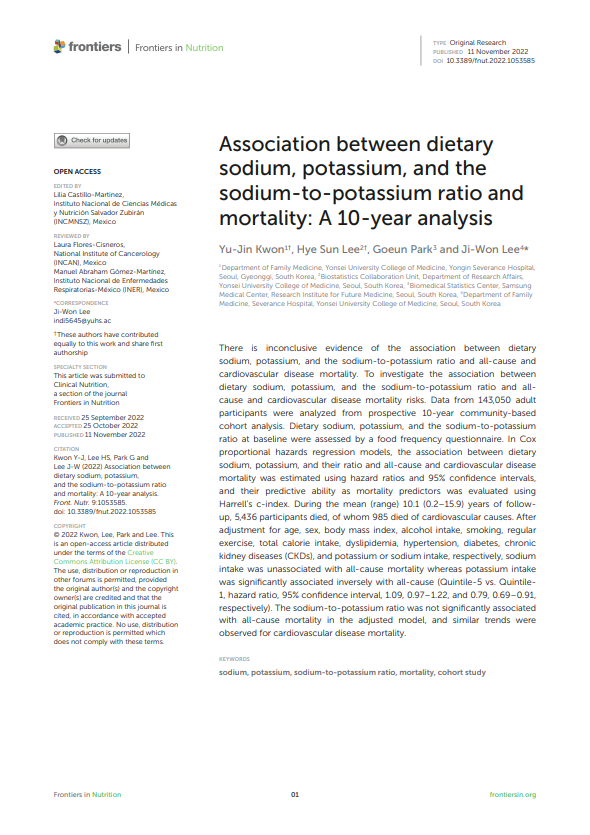 frontiers | Frontiers in Nutrition
TYPE Original Research
PUBLISHED 11 November 2022
DOI 10.3389/fnut.2022.1053585
Check for updates
OPEN ACCESS
EDITED BY
Lilia Castillo-Martinez,
Instituto Nacional de Ciencias Médicas
y Nutrición Salvador Zubirán
(INCMNSZ), Mexico
REVIEWED BY
Laura Flores-Cisneros,
National Institute of Cancerology
(INCAN), Mexico
Manuel Abraham Gómez-Martínez,
Instituto Nacional de Enfermedades
Respiratorias-México (INER), Mexico
*CORRESPONDENCE
Ji-Won Lee
indi5645@yuhs.ac
†These authors have contributed
equally to this work and share first
authorship
SPECIALTY SECTION
This article was submitted to
Clinical Nutrition,
a section of the journal
Frontiers in Nutrition
RECEIVED 25 September 2022
ACCEPTED 25 October 2022
PUBLISHED 11 November 2022
CITATION
Kwon Y-J, Lee HS, Park G and
Lee J-W (2022) Association between
dietary sodium, potassium,
and the sodium-to-potassium ratio
and mortality: A 10-year analysis.
Front. Nutr. 9:1053585.
doi: 10.3389/fnut.2022.1053585
COPYRIGHT
© 2022 Kwon, Lee, Park and Lee. This
is an open-access article distributed
under the terms of the Creative
Commons Attribution License (CC BY).
The use, distribution or reproduction in
other forums is permitted, provided
the original author(s) and the copyright
owner(s) are credited and that the
original publication in this journal is
cited, in accordance with accepted
academic practice. No use, distribution
or reproduction is permitted which
does not comply with these terms.
Association between dietary
sodium, potassium, and the
sodium-to-potassium ratio and
mortality: A 10-year analysis
Yu-Jin Kwon1†, Hye Sun Lee2†, Goeun Park3 and Ji-Won Lee4*
1Department of Family Medicine, Yonsei University College of Medicine, Yongin Severance Hospital,
Seoul, Gyeonggi, South Korea, 2Biostatistics Collaboration Unit, Department of Research Affairs,
Yonsei University College of Medicine, Seoul, South Korea, 3Biomedical Statistics Center, Samsung
Medical Center, Research Institute for Future Medicine, Seoul, South Korea, 4Department of Family
Medicine, Severance Hospital, Yonsei University College of Medicine, Seoul, South Korea
There is inconclusive evidence of the association between dietary
sodium, potassium, and the sodium-to-potassium ratio and all-cause and
cardiovascular disease mortality. To investigate the association between
dietary sodium, potassium, and the sodium-to-potassium ratio and all-
cause and cardiovascular disease mortality risks. Data from 143,050 adult
participants were analyzed from prospective 10-year community-based
cohort analysis. Dietary sodium, potassium, and the sodium-to-potassium
ratio at baseline were assessed by a food frequency questionnaire. In Cox
proportional hazards regression models, the association between dietary
sodium, potassium, and their ratio and all-cause and cardiovascular disease
mortality was estimated using hazard ratios and 95% confidence intervals,
and their predictive ability as mortality predictors was evaluated using
Harrell's c-index. During the mean (range) 10.1 (0.2–15.9) years of follow-
up, 5,436 participants died, of whom 985 died of cardiovascular causes. After
adjustment for age, sex, body mass index, alcohol intake, smoking, regular
exercise, total calorie intake, dyslipidemia, hypertension, diabetes, chronic
kidney diseases (CKDs), and potassium or sodium intake, respectively, sodium
intake was unassociated with all-cause mortality whereas potassium intake
was significantly associated inversely with all-cause (Quintile-5 vs. Quintile-
1, hazard ratio, 95% confidence interval, 1.09, 0.97–1.22, and 0.79, 0.69–0.91,
respectively). The sodium-to-potassium ratio was not significantly associated
with all-cause mortality in the adjusted model, and similar trends were
observed for cardiovascular disease mortality.
KEYWORDS
sodium, potassium, sodium-to-potassium ratio, mortality, cohort study
Frontiers in Nutrition
01
frontiersin.org